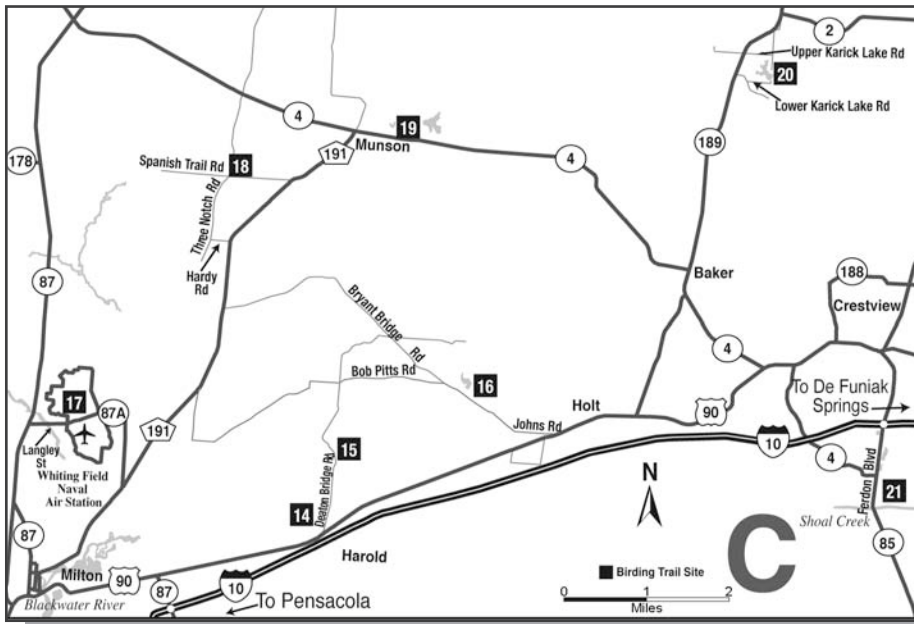 2
Upper Karick Lake Rd
20
Lower Karick Lake Rd
4
19
Munson
191
189
4
178
Spanish Trail Rd
18
Three Notch Rd
Hardy
Rd
87
Baker
188
Crestview
Bryant Bridge
Rd
Bob Pitts Rd
16
4
To De Funiak
Springs
17
87A
Holt
90
Johns Rd
10
191
Langley
St
Whiting Field
Naval
Air Station
15
Deaton Bridge Rd
4
Ferdon Blvd
21
14
N
Shoal Creek
87
Harold
C
85
Milton
90
Birding Trail Site
10
87
0 1 2
Miles
Blackwater River
To Pensacola